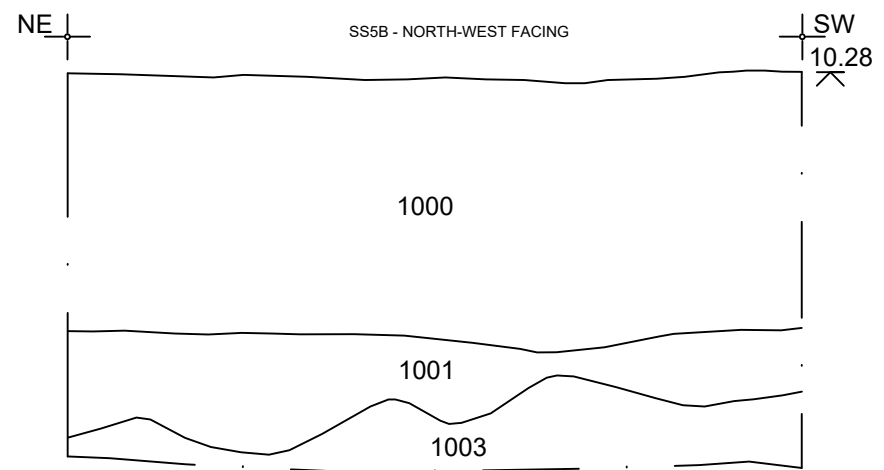 NE
SS5B - NORTH-WEST FACING
SW
10.28
1000
1001
1003